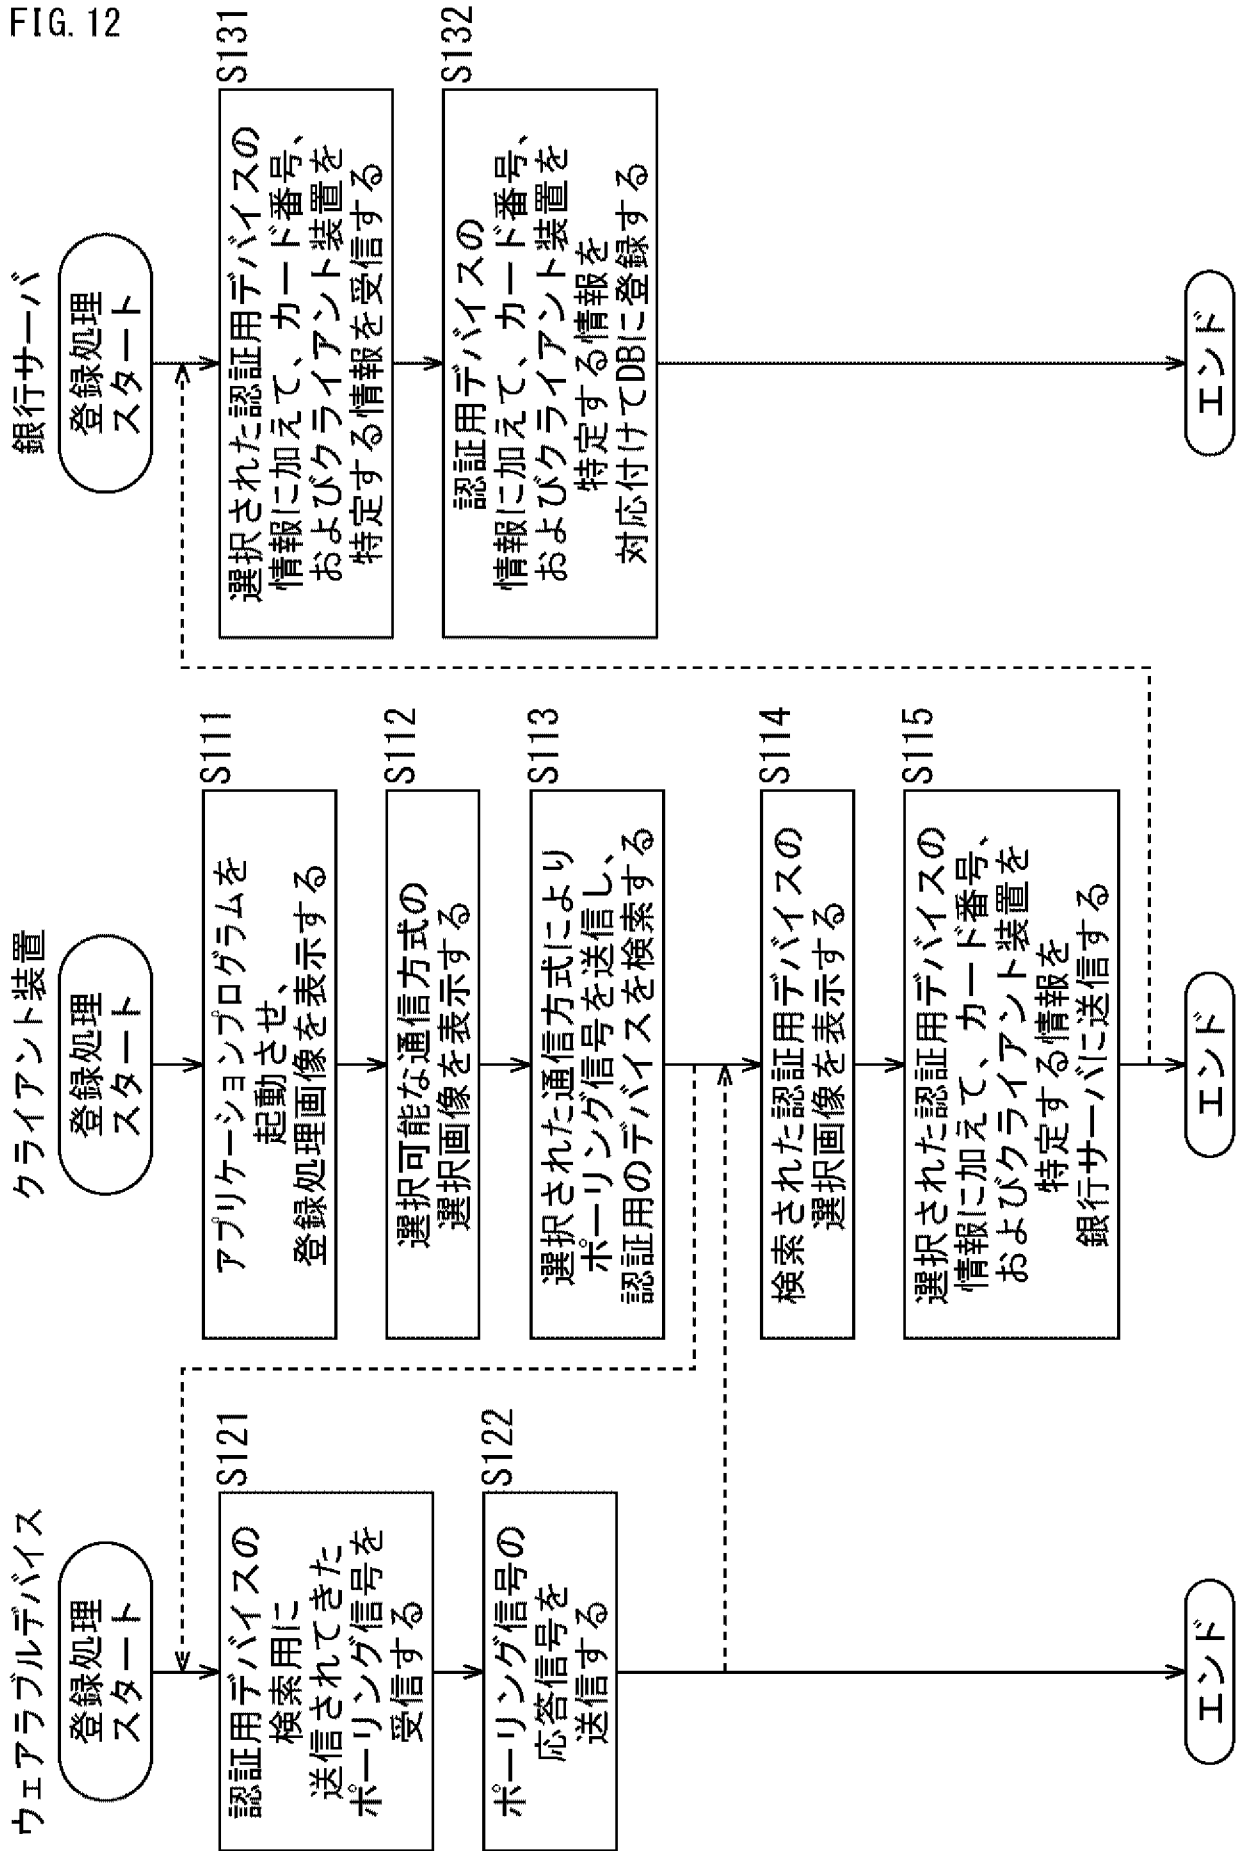 FIG. 12
ウェアラブルデバイス
登録処理
スタート
S121
認証用デバイスの
検索用に
送信されてきた
ポーリング信号を
受信する
S122
ポーリング信号の
応答信号を
送信する
エンド
クライアント装置
登録処理
スタート
S111
アプリケーションプログラムを
起動させ、
登録処理画像を表示する
S112
選択可能な通信方式の
選択画像を表示する
S113
選択された通信方式により
ポーリング信号を送信し、
認証用のデバイスを検索する
S114
検索された認証用デバイスの
選択画像を表示する
S115
選択された認証用デバイスの
情報に加えて、カード番号、
およびクライアント装置を
特定する情報を
銀行サーバに送信する
エンド
銀行サーバ
登録処理
スタート
S131
選択された認証用デバイスの
情報に加えて、カード番号、
およびクライアント装置を
特定する情報を受信する
S132
認証用デバイスの
情報に加えて、カード番号、
およびクライアント装置を
特定する情報を
対応付けてDBに登録する
エンド